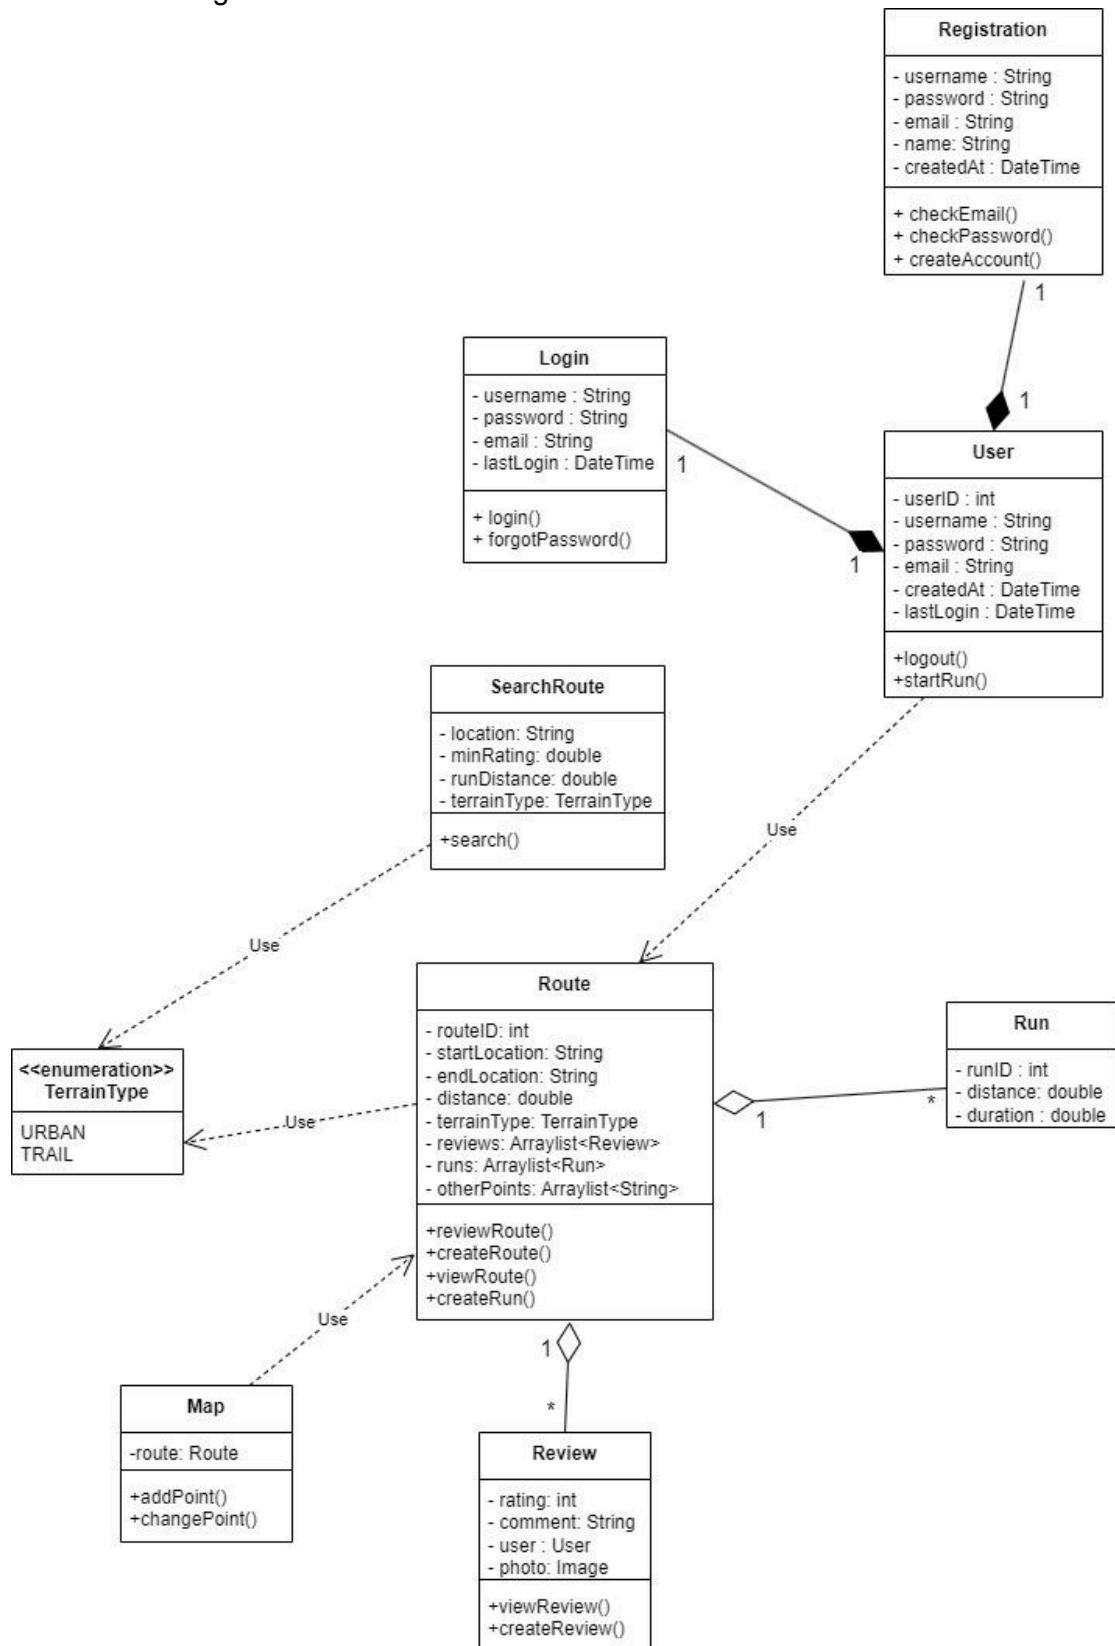 Registration
- username : String
- password : String
- email : String
- name: String
- createdAt : DateTime
+ checkEmail()
+ checkPassword()
+ createAccount()
1
1
Login
- username : String
- password : String
- email : String
- lastLogin : DateTime
+ login()
+ forgotPassword()
1
1
User
- userID : int
- username : String
- password : String
- email : String
- createdAt : DateTime
- lastLogin : DateTime
+logout()
+startRun()
SearchRoute
- location: String
- minRating: double
- runDistance: double
- terrainType: TerrainType
+search()
Use
Use
<<enumeration>>
TerrainType
URBAN
TRAIL
Use
Route
- routeID: int
- startLocation: String
- endLocation: String
- distance: double
- terrainType: TerrainType
- reviews: Arraylist<Review>
- runs: Arraylist<Run>
- otherPoints: Arraylist<String>
+reviewRoute()
+createRoute()
+viewRoute()
+createRun()
1
*
Run
- runID : int
- distance: double
- duration : double
Use
1
*
Map
-route: Route
+addPoint()
+changePoint()
Review
- rating: int
- comment: String
- user : User
- photo: Image
+viewReview()
+createReview()